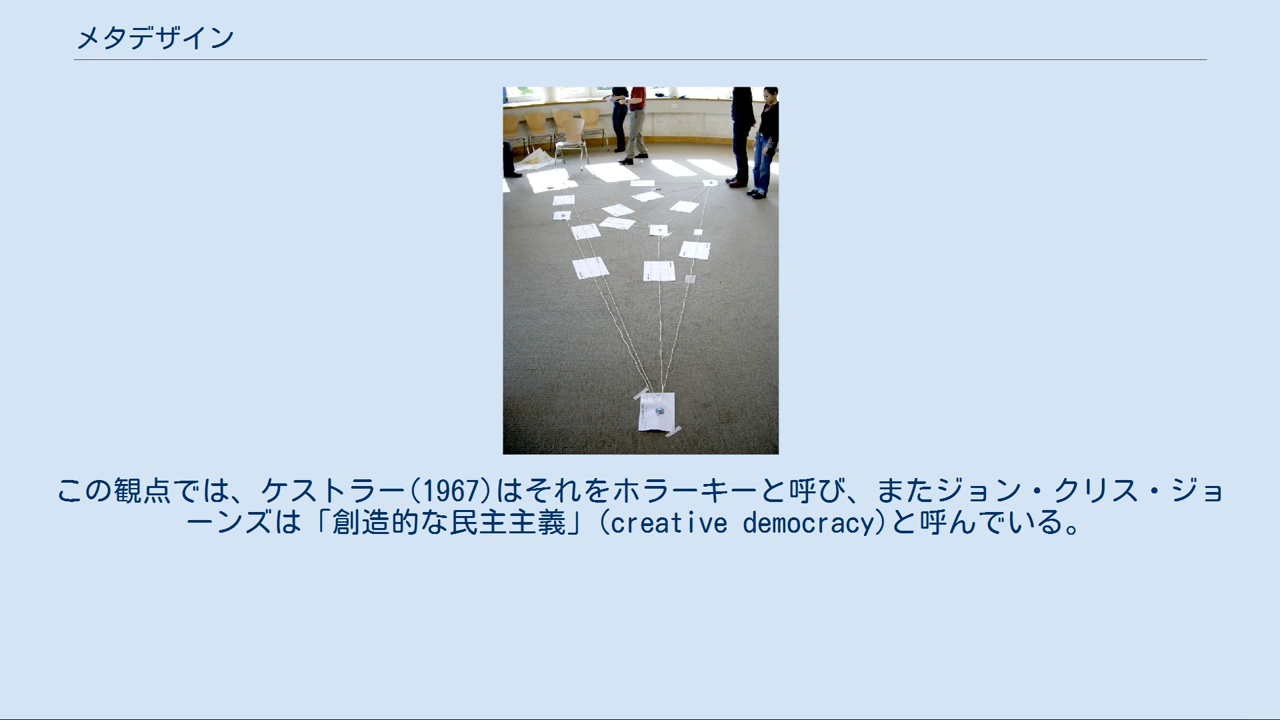 メタデザイン
この観点では、ケストラー(1967)はそれをホラーキーと呼び、またジョン・クリス・ジョ
ーンズは「創造的な民主主義」(creative democracy)と呼んでいる。